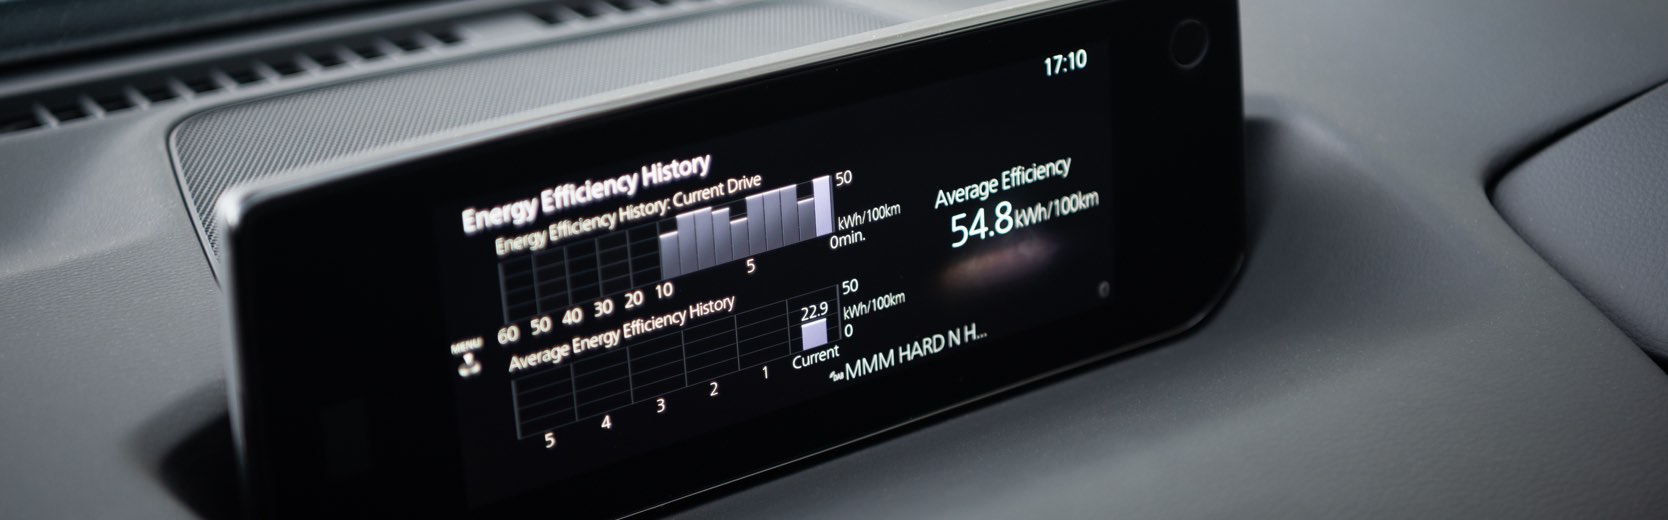 17:10
Energy Efficiency History
Energy Efficiency History: Current Drive
50
kWh/100km
0min.
60 50 40 30 20 10 5
Average Energy Efficiency History
22.9
50
kWh/100km
0
Current
5 4 3 2 1
MENU
Average Efficiency
54.8kWh/100km
DAB MMM HARD N H...